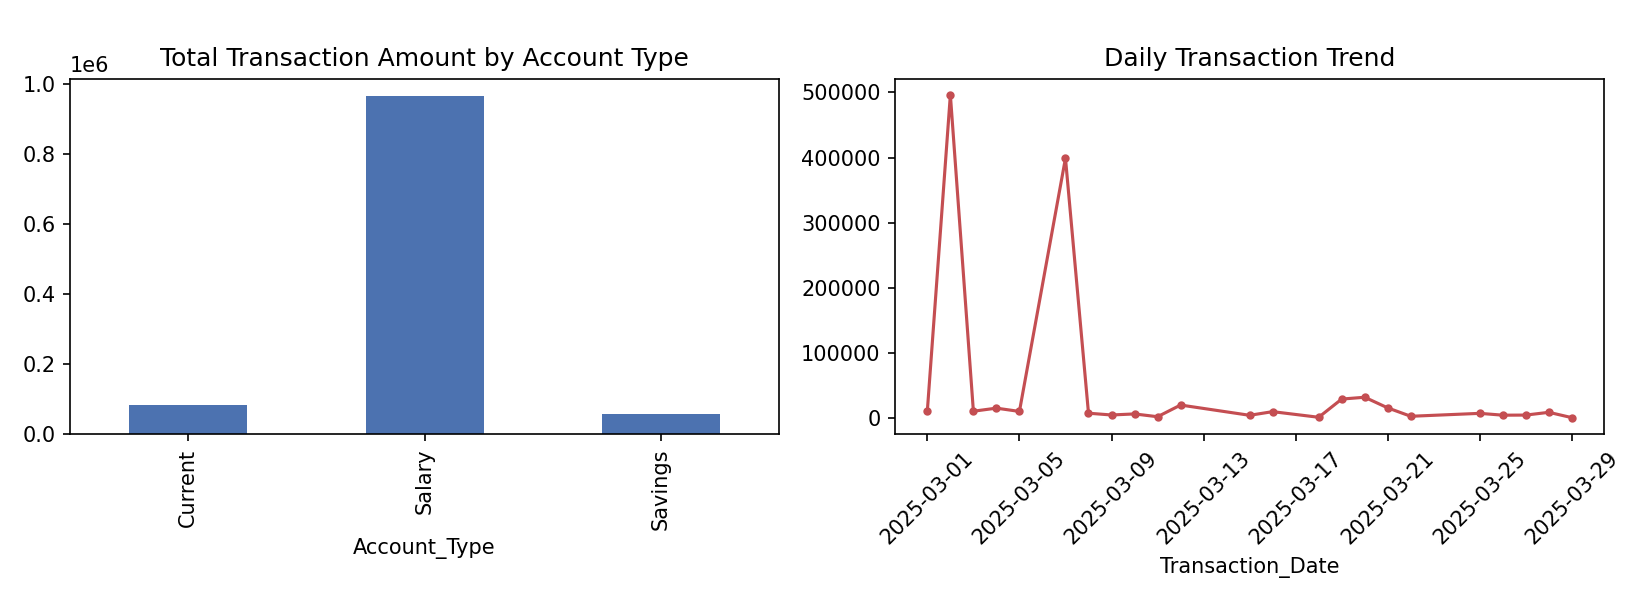 Total Transaction Amount by Account Type
1e6
1.0
0.8
0.6
0.4
0.2
0.0
Current
Salary
Savings
Account_Type
Daily Transaction Trend
500000
400000
300000
200000
100000
0
2025-03-01
2025-03-05
2025-03-09
2025-03-13
2025-03-17
2025-03-21
2025-03-25
2025-03-29
Transaction_Date